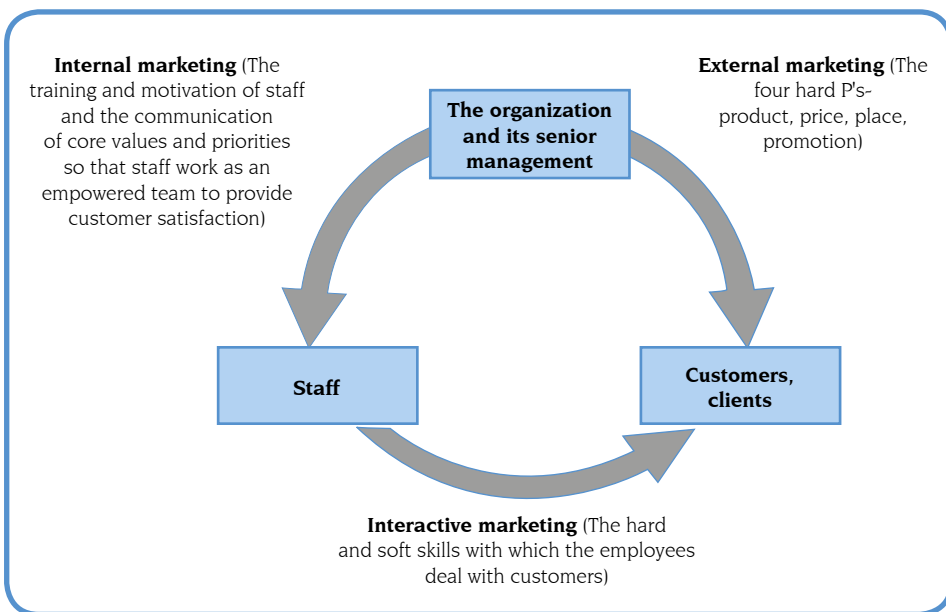 Internal marketing (The
training and motivation of staff
and the communication
of core values and priorities
so that staff work as an
empowered team to provide
customer satisfaction)
The organization
and its senior
management
External marketing (The
four hard P's-
product, price, place,
promotion)
Staff
Customers,
clients
Interactive marketing (The hard
and soft skills with which the employees
deal with customers)